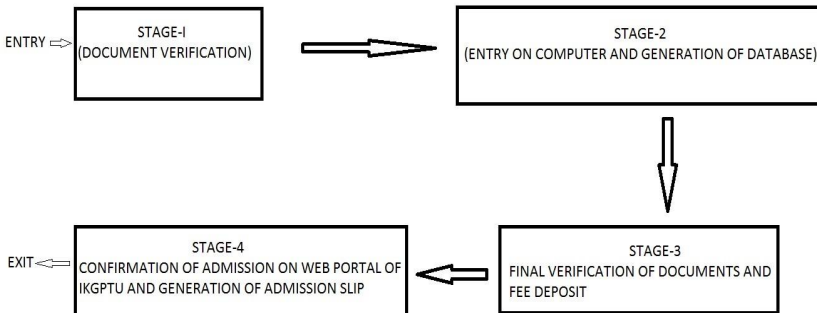 ENTRY
STAGE-I
(DOCUMENT VERIFICATION)
STAGE-2
(ENTRY ON COMPUTER AND GENERATION OF DATABASE)
STAGE-3
FINAL VERIFICATION OF DOCUMENTS AND
FEE DEPOSIT
STAGE-4
CONFIRMATION OF ADMISSION ON WEB PORTAL OF
IKGPTU AND GENERATION OF ADMISSION SLIP
EXIT